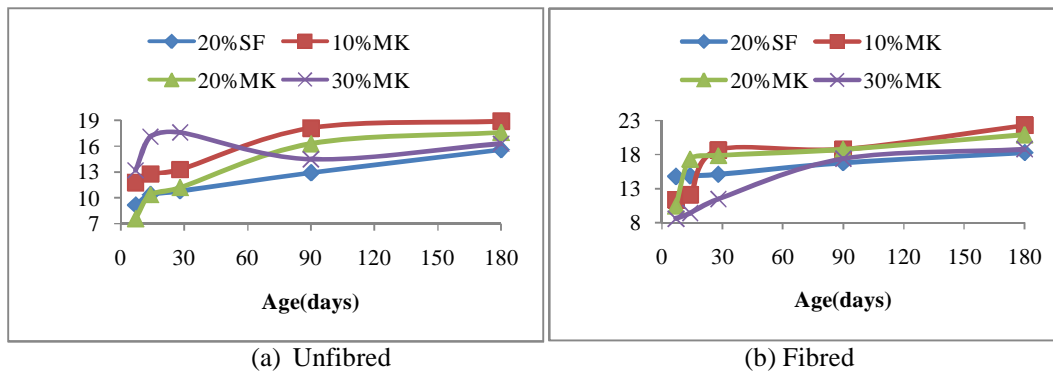 20%SF 10%MK
20%MK 30%MK
19
16
13
10
7
0 30 60 90 120 150 180
Age(days)
(a) Unfibred
20%SF 10%MK
20%MK 30%MK
23
18
13
8
0 30 60 90 120 150 180
Age(days)
(b) Fibred